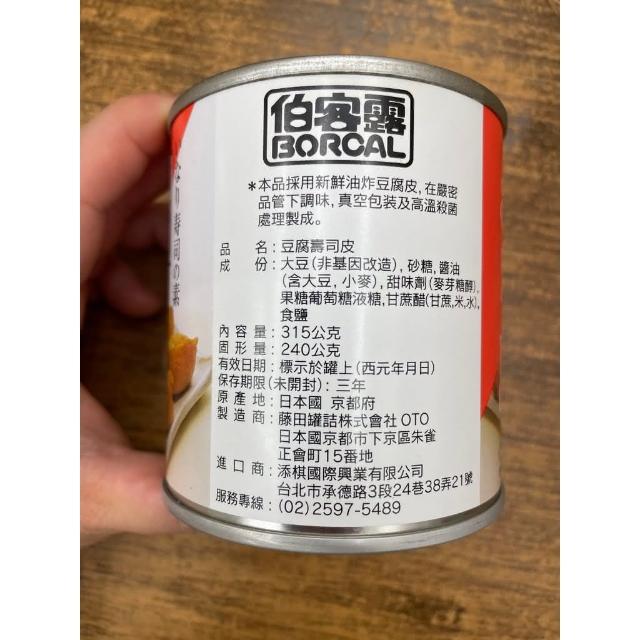 伯客露
BORCAL
＊本品採用新鮮油炸豆腐皮，在嚴密
品管下調味，真空包装及高溫殺菌
處理製成。
品　　名：豆腐壽司皮
成　　份：大豆（非基因改造），砂糖，醬油
（含大豆，小麥），甜味劑（麥芽糖醇），
果糖葡萄糖液糖，甘蔗醋（甘蔗，米，水），
食鹽
內 容 量：315公克
固 形 量：240公克
有效日期：標示於罐上（西元年月日）
保存期限（未開封）：三年
原 產 地：日本國 京都府
製 造 商：藤田罐詰株式會社 OTO
日本國京都市下京區朱雀
正會町15番地
進 口 商：添棋國際興業有限公司
台北市承德路3段24巷38弄21號
服務專線：(02)2597-5489
なり寿司の素